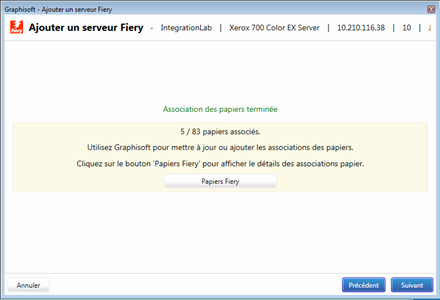 Graphisoft - Ajouter un serveur Fiery
fiery Ajouter un serveur Fiery - IntegrationLab | Xerox 700 Color EX Server | 10.210.116.38 | 10 |
Association des papiers terminée
5 / 83 papiers associés.
Utilisez Graphisoft pour mettre à jour ou ajouter les associations des papiers.
Cliquez sur le bouton 'Papiers Fiery' pour afficher le détails des associations papier.
Papiers Fiery
Annuler Précédent Suivant